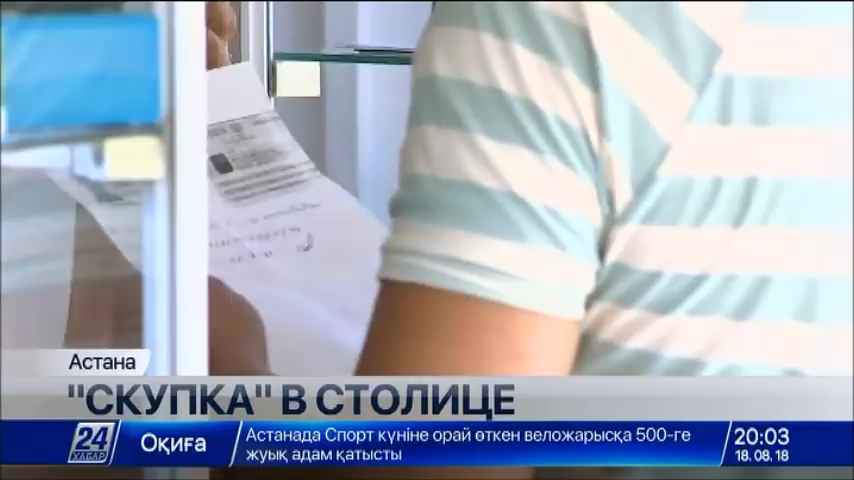 Астана
"СКУПКА" В СТОЛИЦЕ
24
ХАБАР
Оқиға
Астанада Спорт күніне орай өткен веложарысқа 500-ге
жуық адам қатысты
20:03
18.08.18